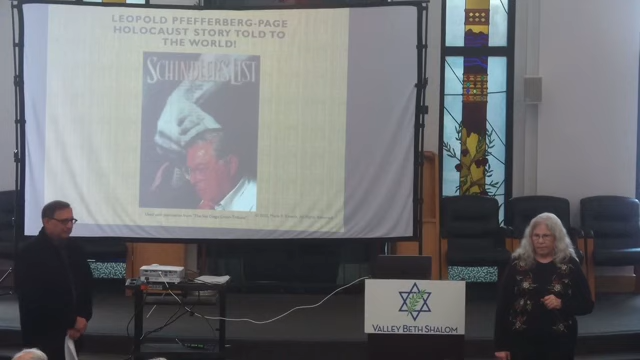 LEOPOLD PFEFFERBERG-PAGE
HOLOCAUST STORY TOLD TO
THE WORLD!
SCHINDLER'S LIST
VALLEY BETH SHALOM